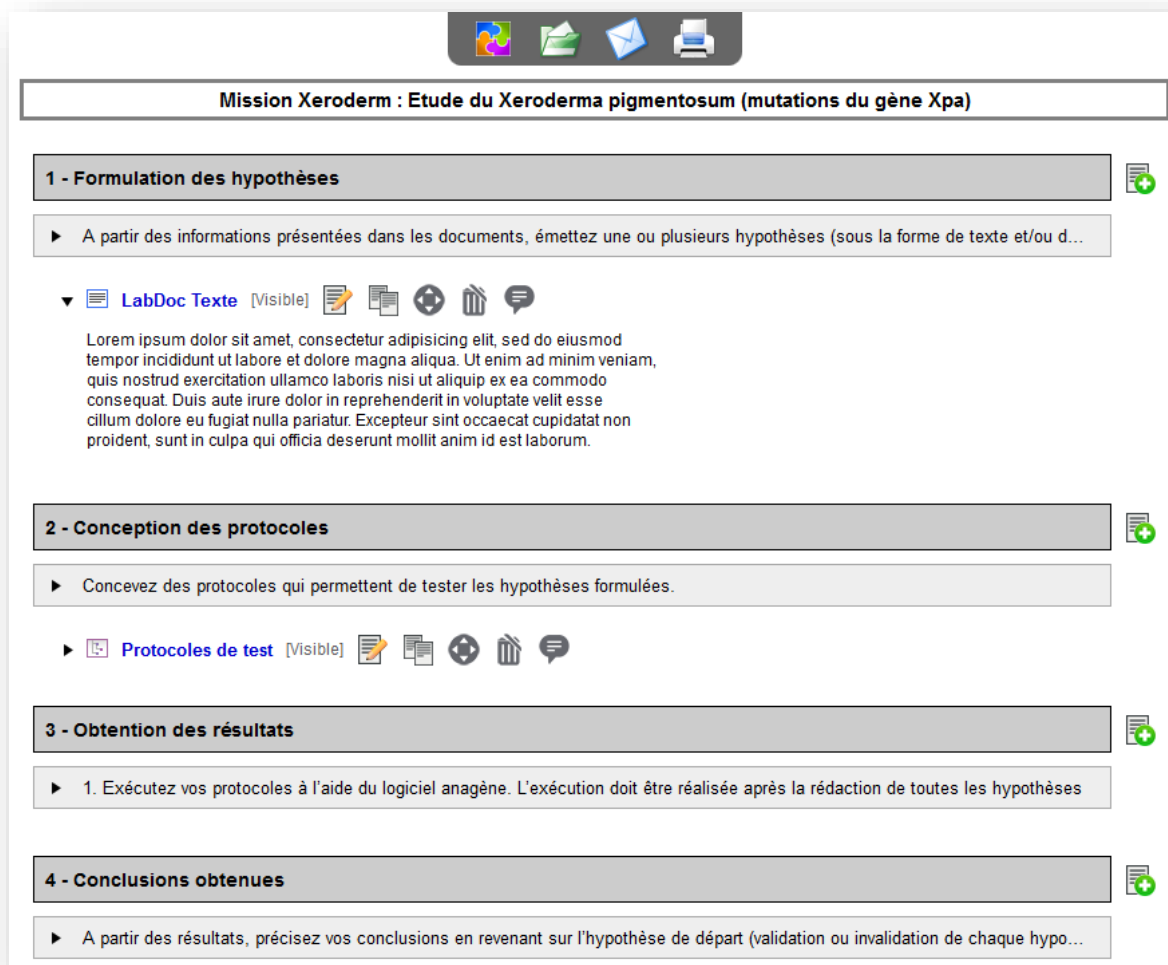 Mission Xeroderm : Etude du Xeroderma pigmentosum (mutations du gène Xpa)
1 - Formulation des hypothèses
A partir des informations présentées dans les documents, émettez une ou plusieurs hypothèses (sous la forme de texte et/ou d...
LabDoc Texte [Visible]
Lorem ipsum dolor sit amet, consectetur adipisicing elit, sed do eiusmod
tempor incididunt ut labore et dolore magna aliqua. Ut enim ad minim veniam,
quis nostrud exercitation ullamco laboris nisi ut aliquip ex ea commodo
consequat. Duis aute irure dolor in reprehenderit in voluptate velit esse
cillum dolore eu fugiat nulla pariatur. Excepteur sint occaecat cupidatat non
proident, sunt in culpa qui officia deserunt mollit anim id est laborum.
2 - Conception des protocoles
Concevez des protocoles qui permettent de tester les hypothèses formulées.
Protocoles de test [Visible]
3 - Obtention des résultats
1. Exécutez vos protocoles à l'aide du logiciel anagène. L'exécution doit être réalisée après la rédaction de toutes les hypothèses
4 - Conclusions obtenues
A partir des résultats, précisez vos conclusions en revenant sur l'hypothèse de départ (validation ou invalidation de chaque hypo...